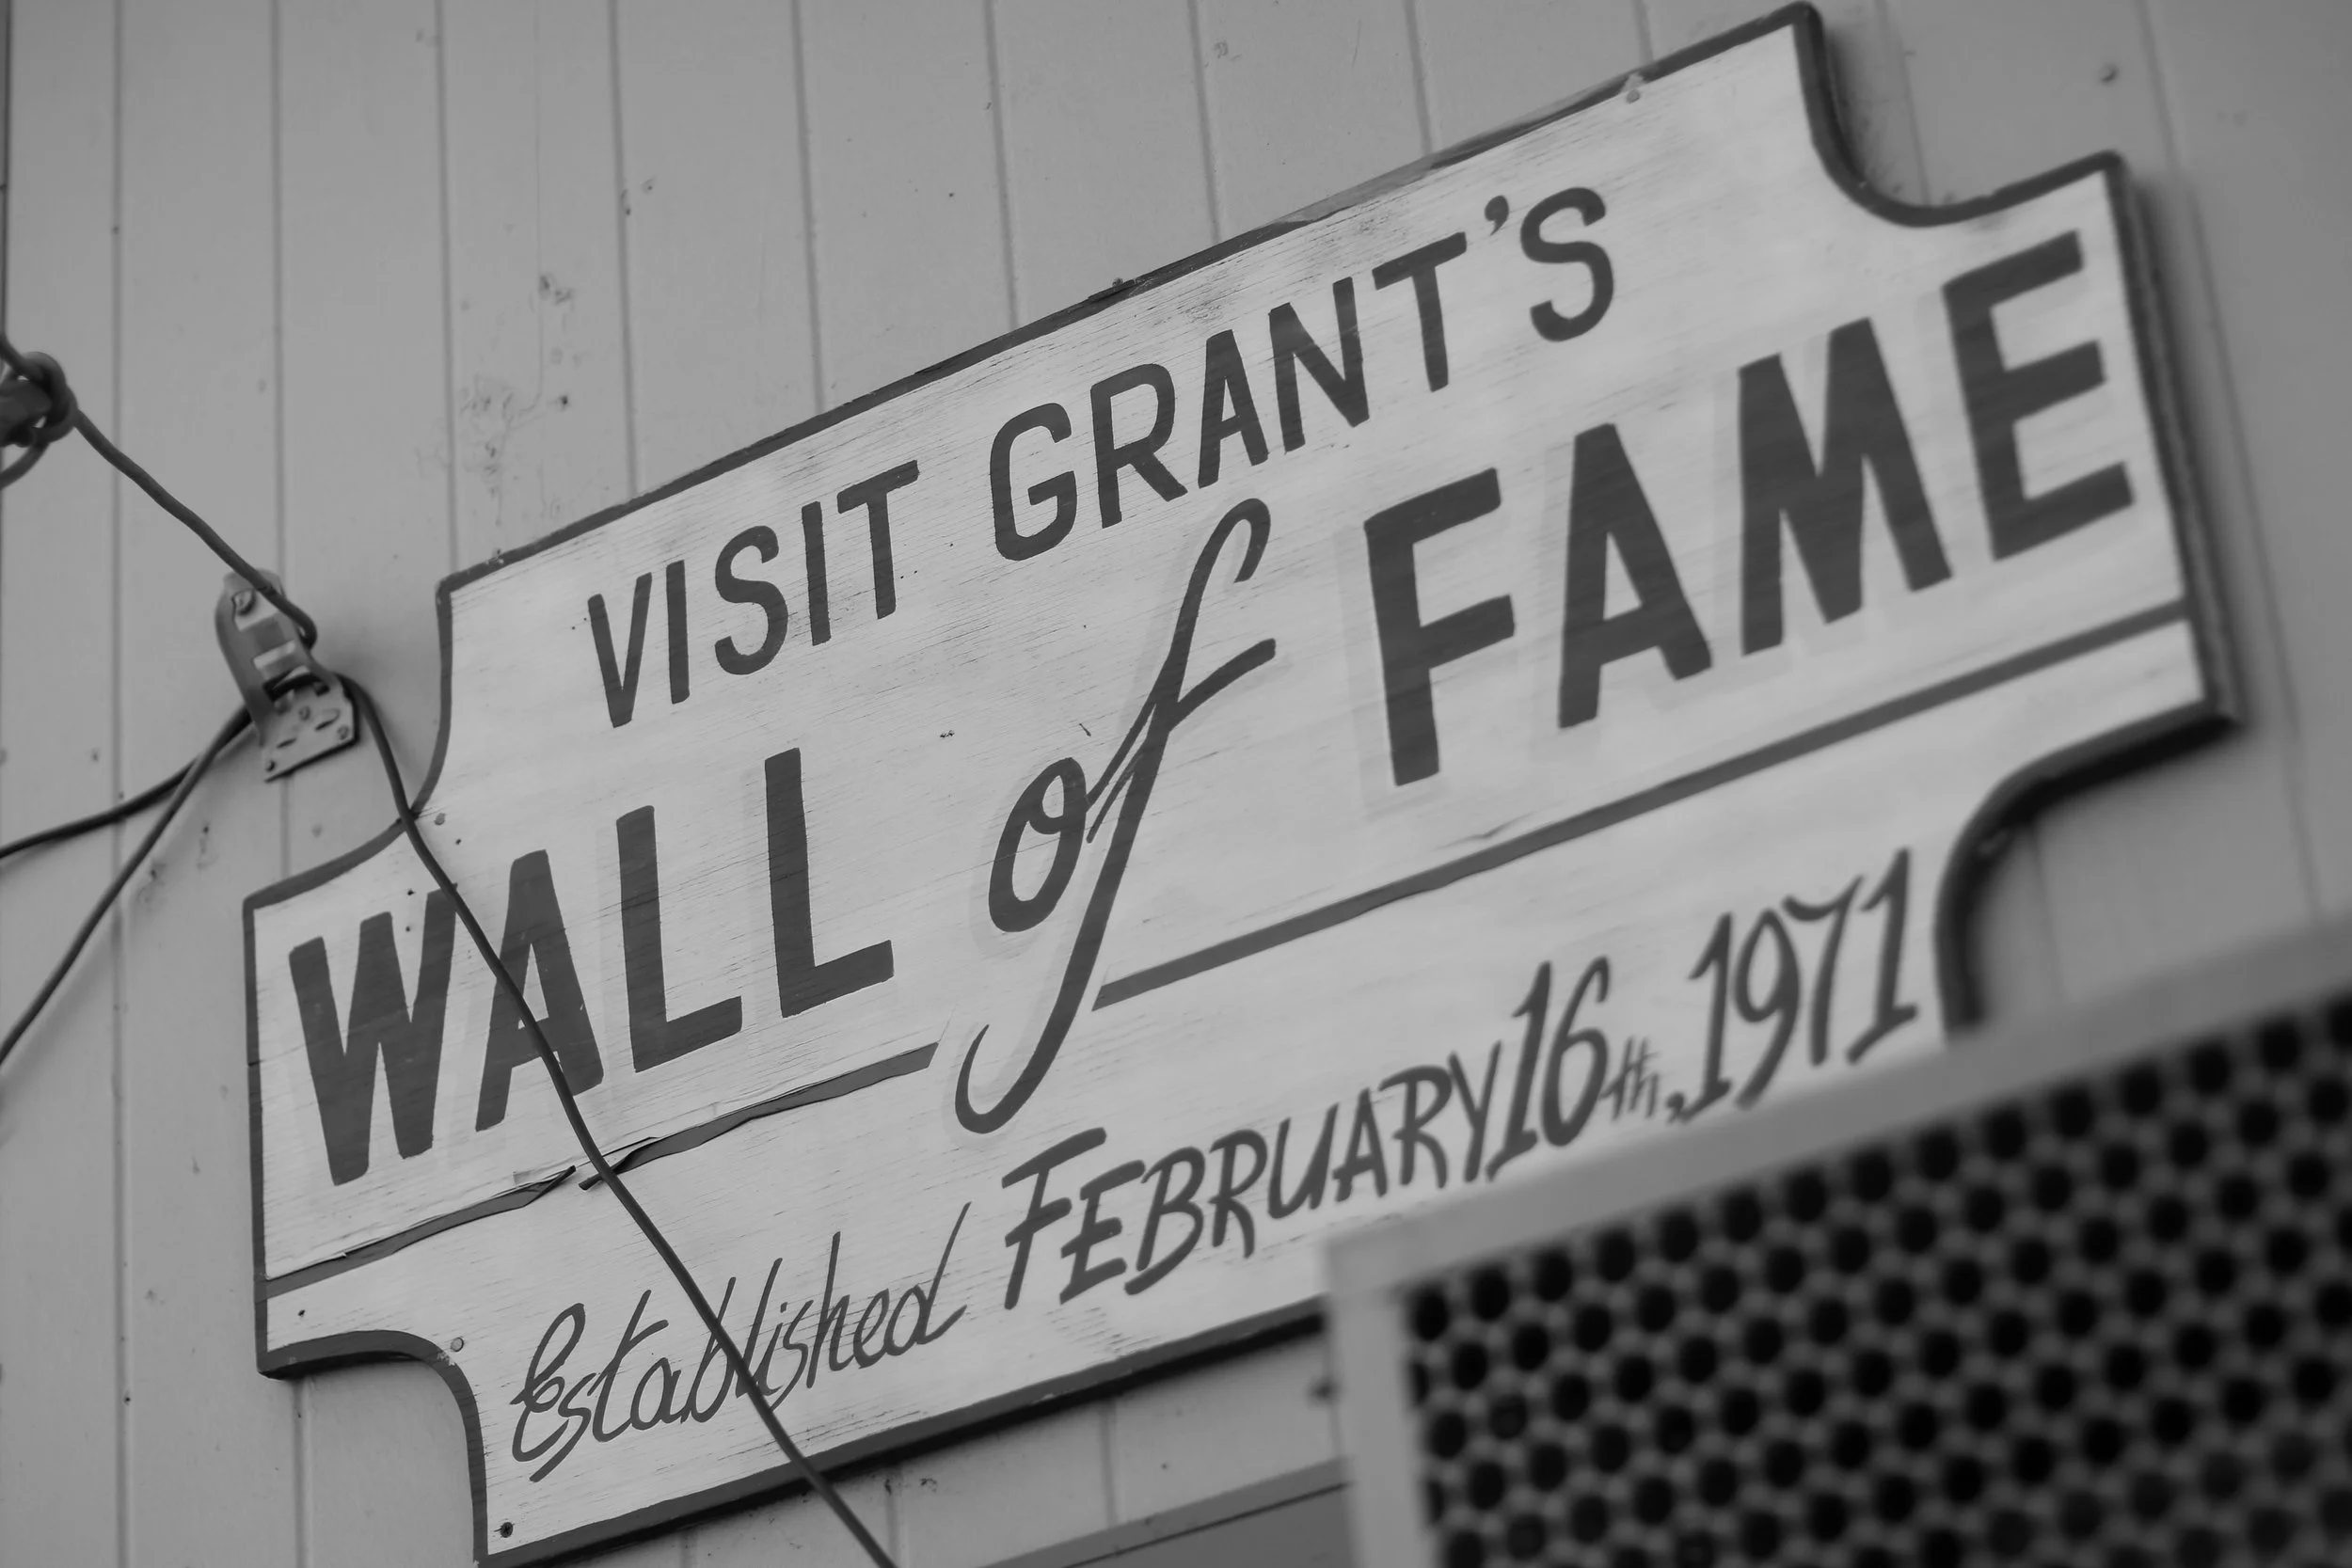 VISIT GRANT'S
WALL of FAME
Established FEBRUARY 16th, 1971